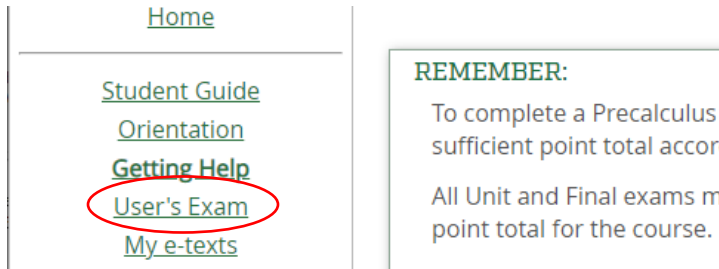 Home
Student Guide
Orientation
Getting Help
User's Exam
My e-texts
REMEMBER:
To complete a Precalculus
sufficient point total accor
All Unit and Final exams m
point total for the course.